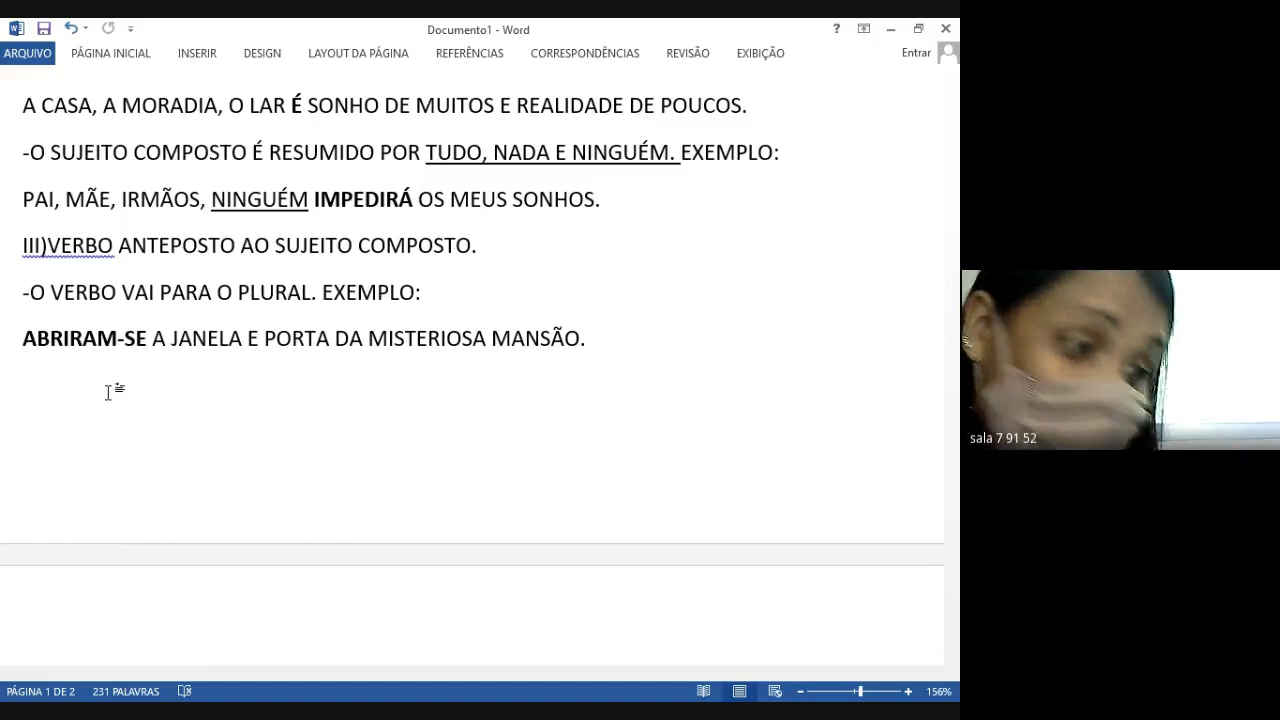 Documento1 - Word
?
ARQUIVO PÁGINA INICIAL INSERIR DESIGN LAYOUT DA PÁGINA REFERÊNCIAS CORRESPONDÊNCIAS REVISÃO EXIBIÇÃO Entrar
A CASA, A MORADIA, O LAR É SONHO DE MUITOS E REALIDADE DE POUCOS.
-O SUJEITO COMPOSTO É RESUMIDO POR TUDO, NADA E NINGUÉM. EXEMPLO:
PAI, MÃE, IRMÃOS, NINGUÉM IMPEDIRÁ OS MEUS SONHOS.
III)VERBO ANTEPOSTO AO SUJEITO COMPOSTO.
-O VERBO VAI PARA O PLURAL. EXEMPLO:
ABRIRAM-SE A JANELA E PORTA DA MISTERIOSA MANSÃO.
sala 7 91 52
PÁGINA 1 DE 2 231 PALAVRAS 156%